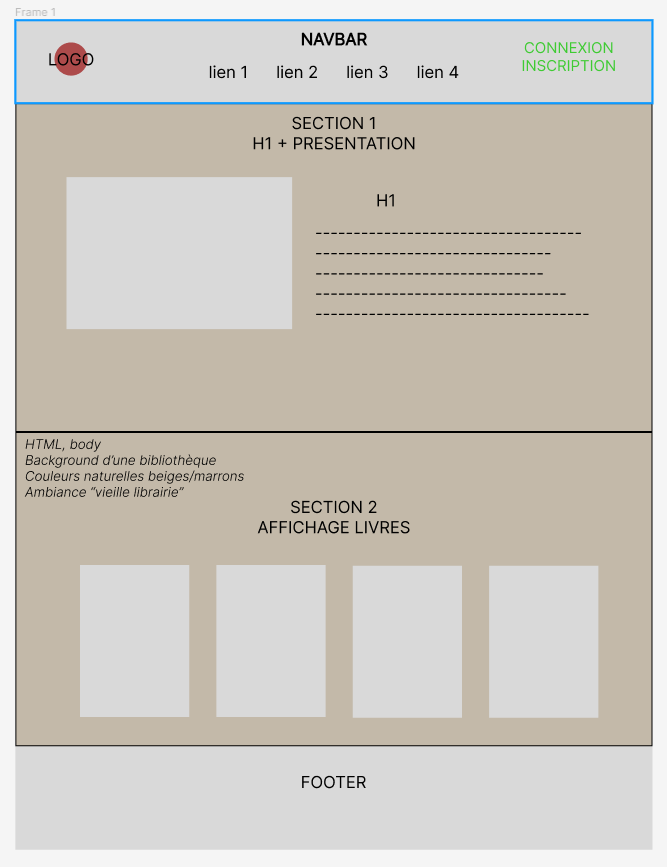 Frame 1
NAVBAR
LOGO
lien 1 lien 2 lien 3 lien 4
CONNEXION
INSCRIPTION
SECTION 1
H1 + PRESENTATION
H1
HTML, body
Background d'une bibliothèque
Couleurs naturelles beiges/marrons
Ambiance "vieille librairie"
SECTION 2
AFFICHAGE LIVRES
FOOTER